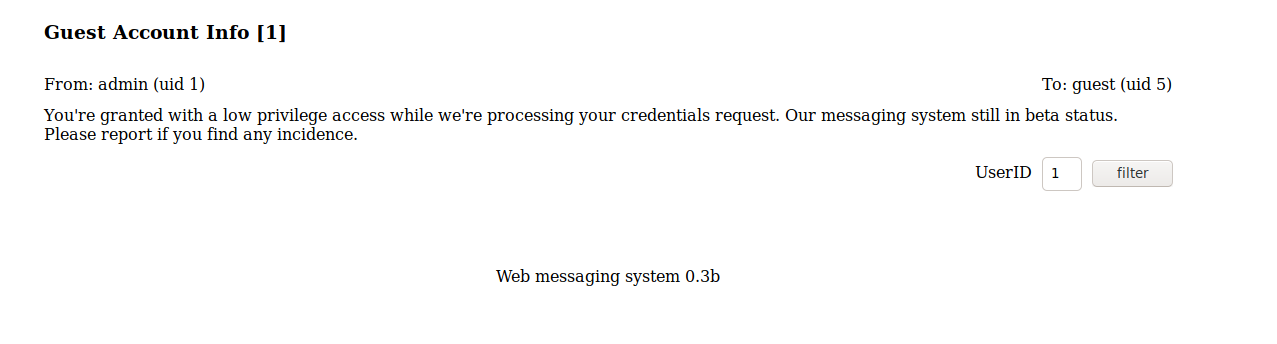 Guest Account Info [1]
From: admin (uid 1) To: guest (uid 5)
You're granted with a low privilege access while we're processing your credentials request. Our messaging system still in beta status.
Please report if you find any incidence.
UserID 1 filter
Web messaging system 0.3b